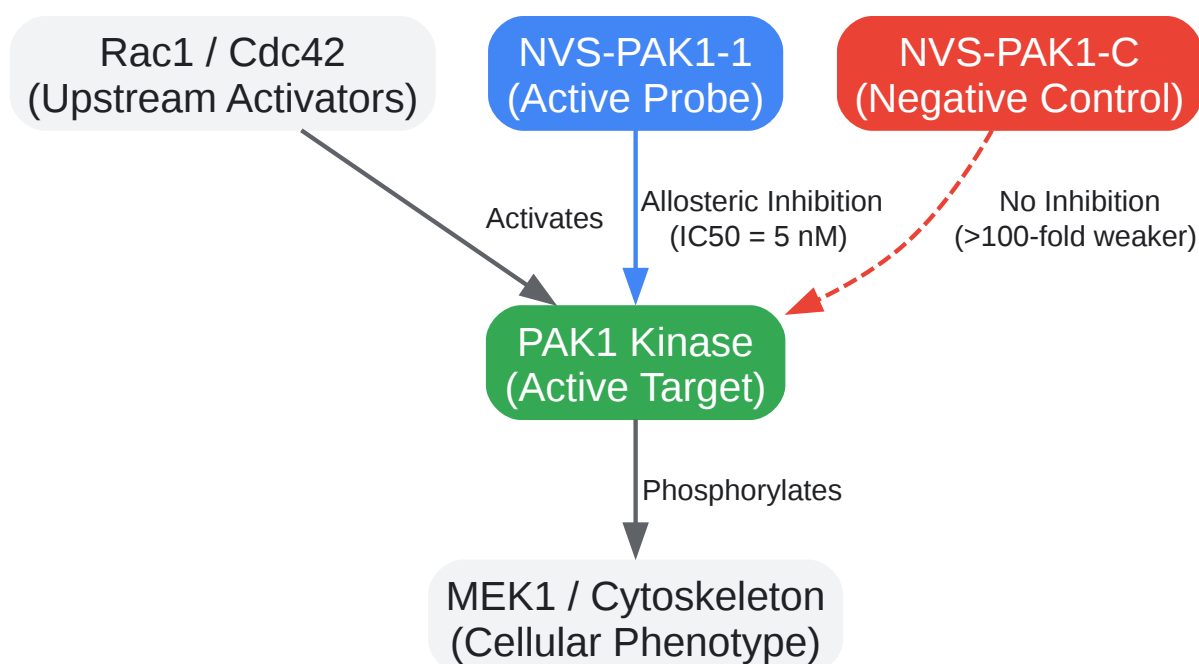 Rac1 / Cdc42
(Upstream Activators)
NVS-PAK1-1
(Active Probe)
NVS-PAK1-C
(Negative Control)
Activates
Allosteric Inhibition
(IC50 = 5 nM)
No Inhibition
(>100-fold weaker)
PAK1 Kinase
(Active Target)
Phosphorylates
MEK1 / Cytoskeleton
(Cellular Phenotype)